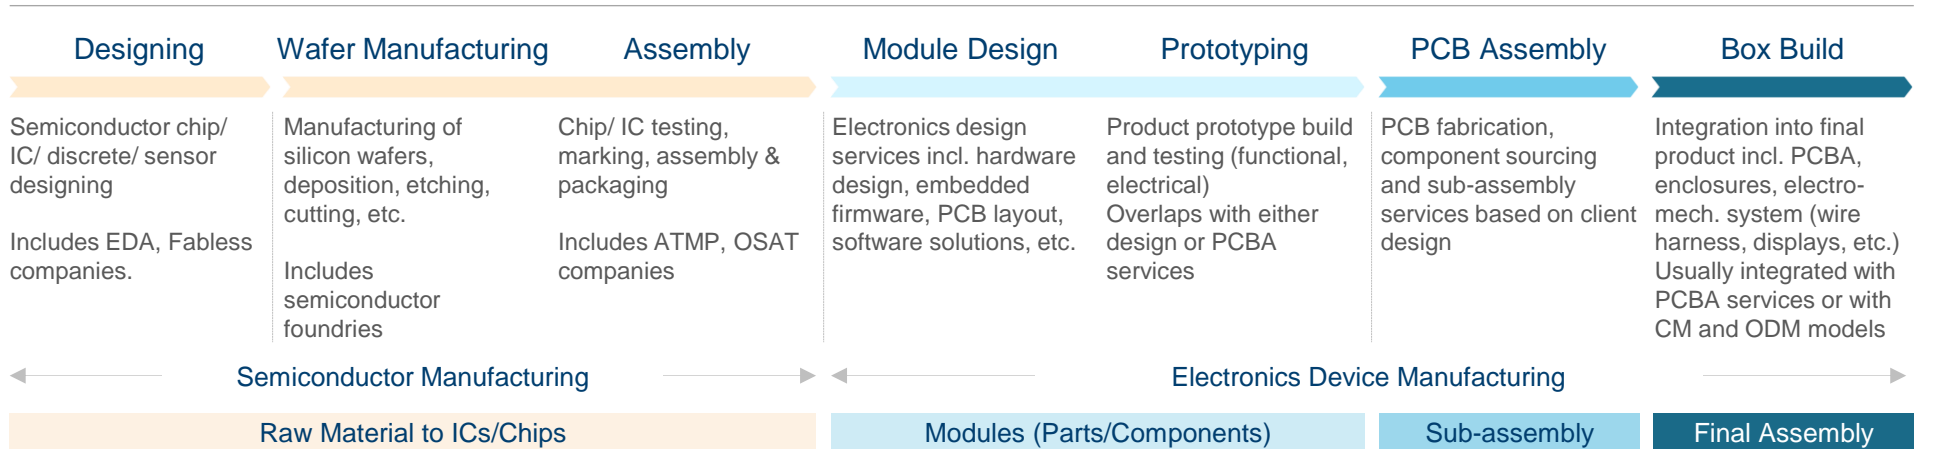 Designing
Wafer Manufacturing
Assembly
Module Design
Prototyping
PCB Assembly
Box Build
Semiconductor chip/
IC/ discrete/ sensor
designing
Includes EDA, Fabless
companies.
Manufacturing of
silicon wafers,
deposition, etching,
cutting, etc.
Includes
semiconductor
foundries
Chip/ IC testing,
marking, assembly &
packaging
Includes ATMP, OSAT
companies
Electronics design
services incl. hardware
design, embedded
firmware, PCB layout,
software solutions, etc.
Product prototype build
and testing (functional,
electrical)
Overlaps with either
design or PCBA
services
PCB fabrication,
component sourcing
and sub-assembly
services based on client
design
Integration into final
product incl. PCBA,
enclosures, electro-
mech. system (wire
harness, displays, etc.)
Usually integrated with
PCBA services or with
CM and ODM models
Semiconductor Manufacturing
Electronics Device Manufacturing
Raw Material to ICs/Chips
Modules (Parts/Components)
Sub-assembly
Final Assembly